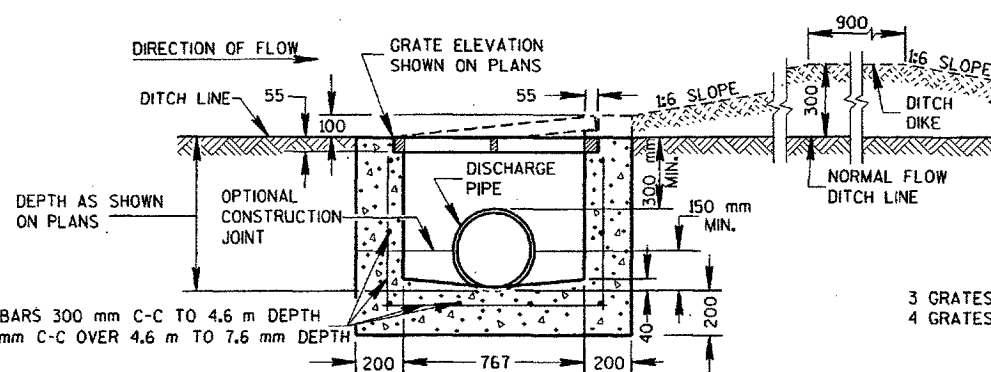 DIRECTION OF FLOW
GRATE ELEVATION
SHOWN ON PLANS
900
DITCH LINE
55
100
55
1:6 SLOPE
300
1:6 SLOPE
DITCH
DIKE
DEPTH AS SHOWN
ON PLANS
OPTIONAL
CONSTRUCTION
JOINT
DISCHARGE
PIPE
300 mm
MIN.
150 mm
MIN.
NORMAL FLOW
DITCH LINE
BARS 300 mm C-C TO 4.6 m DEPTH
mm C-C OVER 4.6 m TO 7.6 mm DEPTH
40
200
3 GRATES
4 GRATES
200
767
200